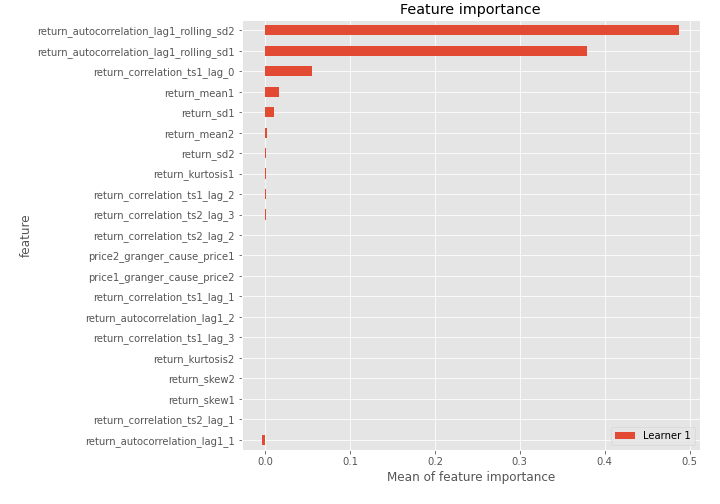 Feature importance
return_autocorrelation_lag1_rolling_sd2
return_autocorrelation_lag1_rolling_sd1
return_correlation_ts1_lag_0
return_mean1
return_sd1
return_mean2
return_sd2
return_kurtosis1
return_correlation_ts1_lag_2
return_correlation_ts2_lag_3
return_correlation_ts2_lag_2
price2_granger_cause_price1
price1_granger_cause_price2
return_correlation_ts1_lag_1
return_autocorrelation_lag1_2
return_correlation_ts1_lag_3
return_kurtosis2
return_skew2
return_skew1
return_correlation_ts2_lag_1
return_autocorrelation_lag1_1
feature
Learner 1
0.0 0.1 0.2 0.3 0.4 0.5
Mean of feature importance